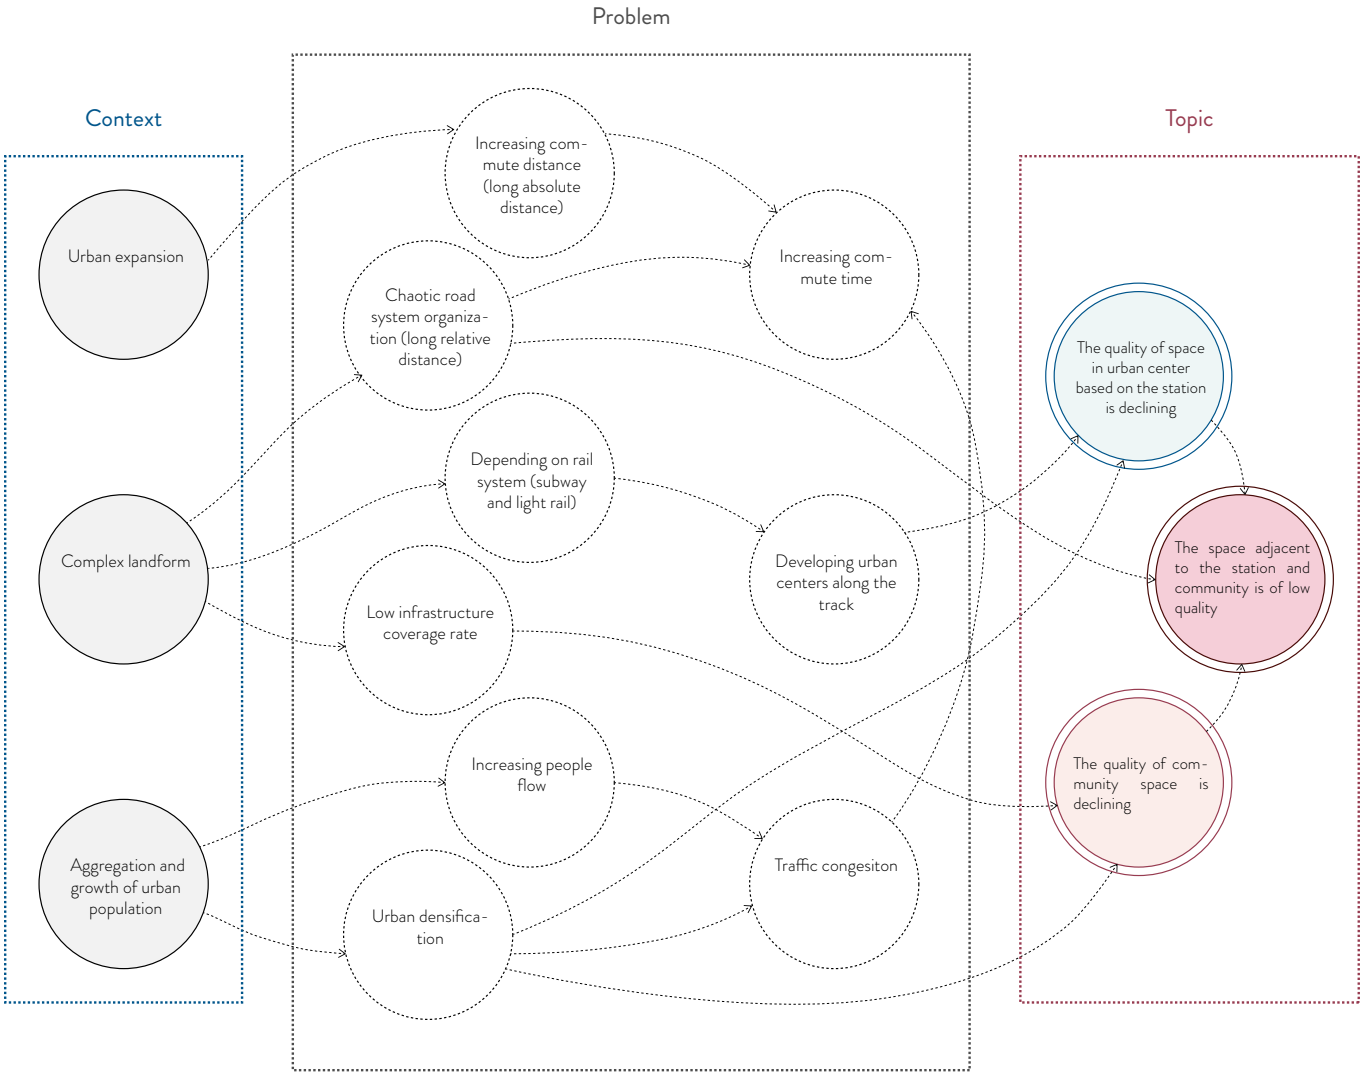 Problem
Context
Topic
Urban expansion
Complex landform
Aggregation and
growth of urban
population
Increasing com-
mute distance
(long absolute
distance)
Chaotic road
system organiza-
tion (long relative
distance)
Depending on rail
system (subway
and light rail)
Low infrastructure
coverage rate
Increasing people
flow
Urban densifica-
tion
Increasing com-
mute time
Developing urban
centers along the
track
Traffic congesiton
The quality of space
in urban center
based on the station
is declining
The space adjacent
to the station and
community is of low
quality
The quality of com-
munity space is
declining